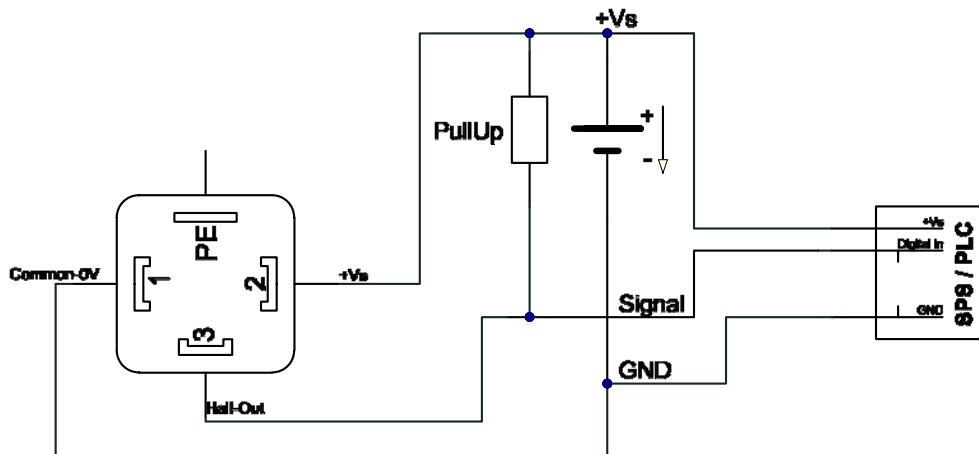 +Vs
PullUp
+
-
PE
+Vs
Digital In
SPS / PLC
Common-0V
1
2
+Vs
Signal
GND
3
GND
Hall-Out